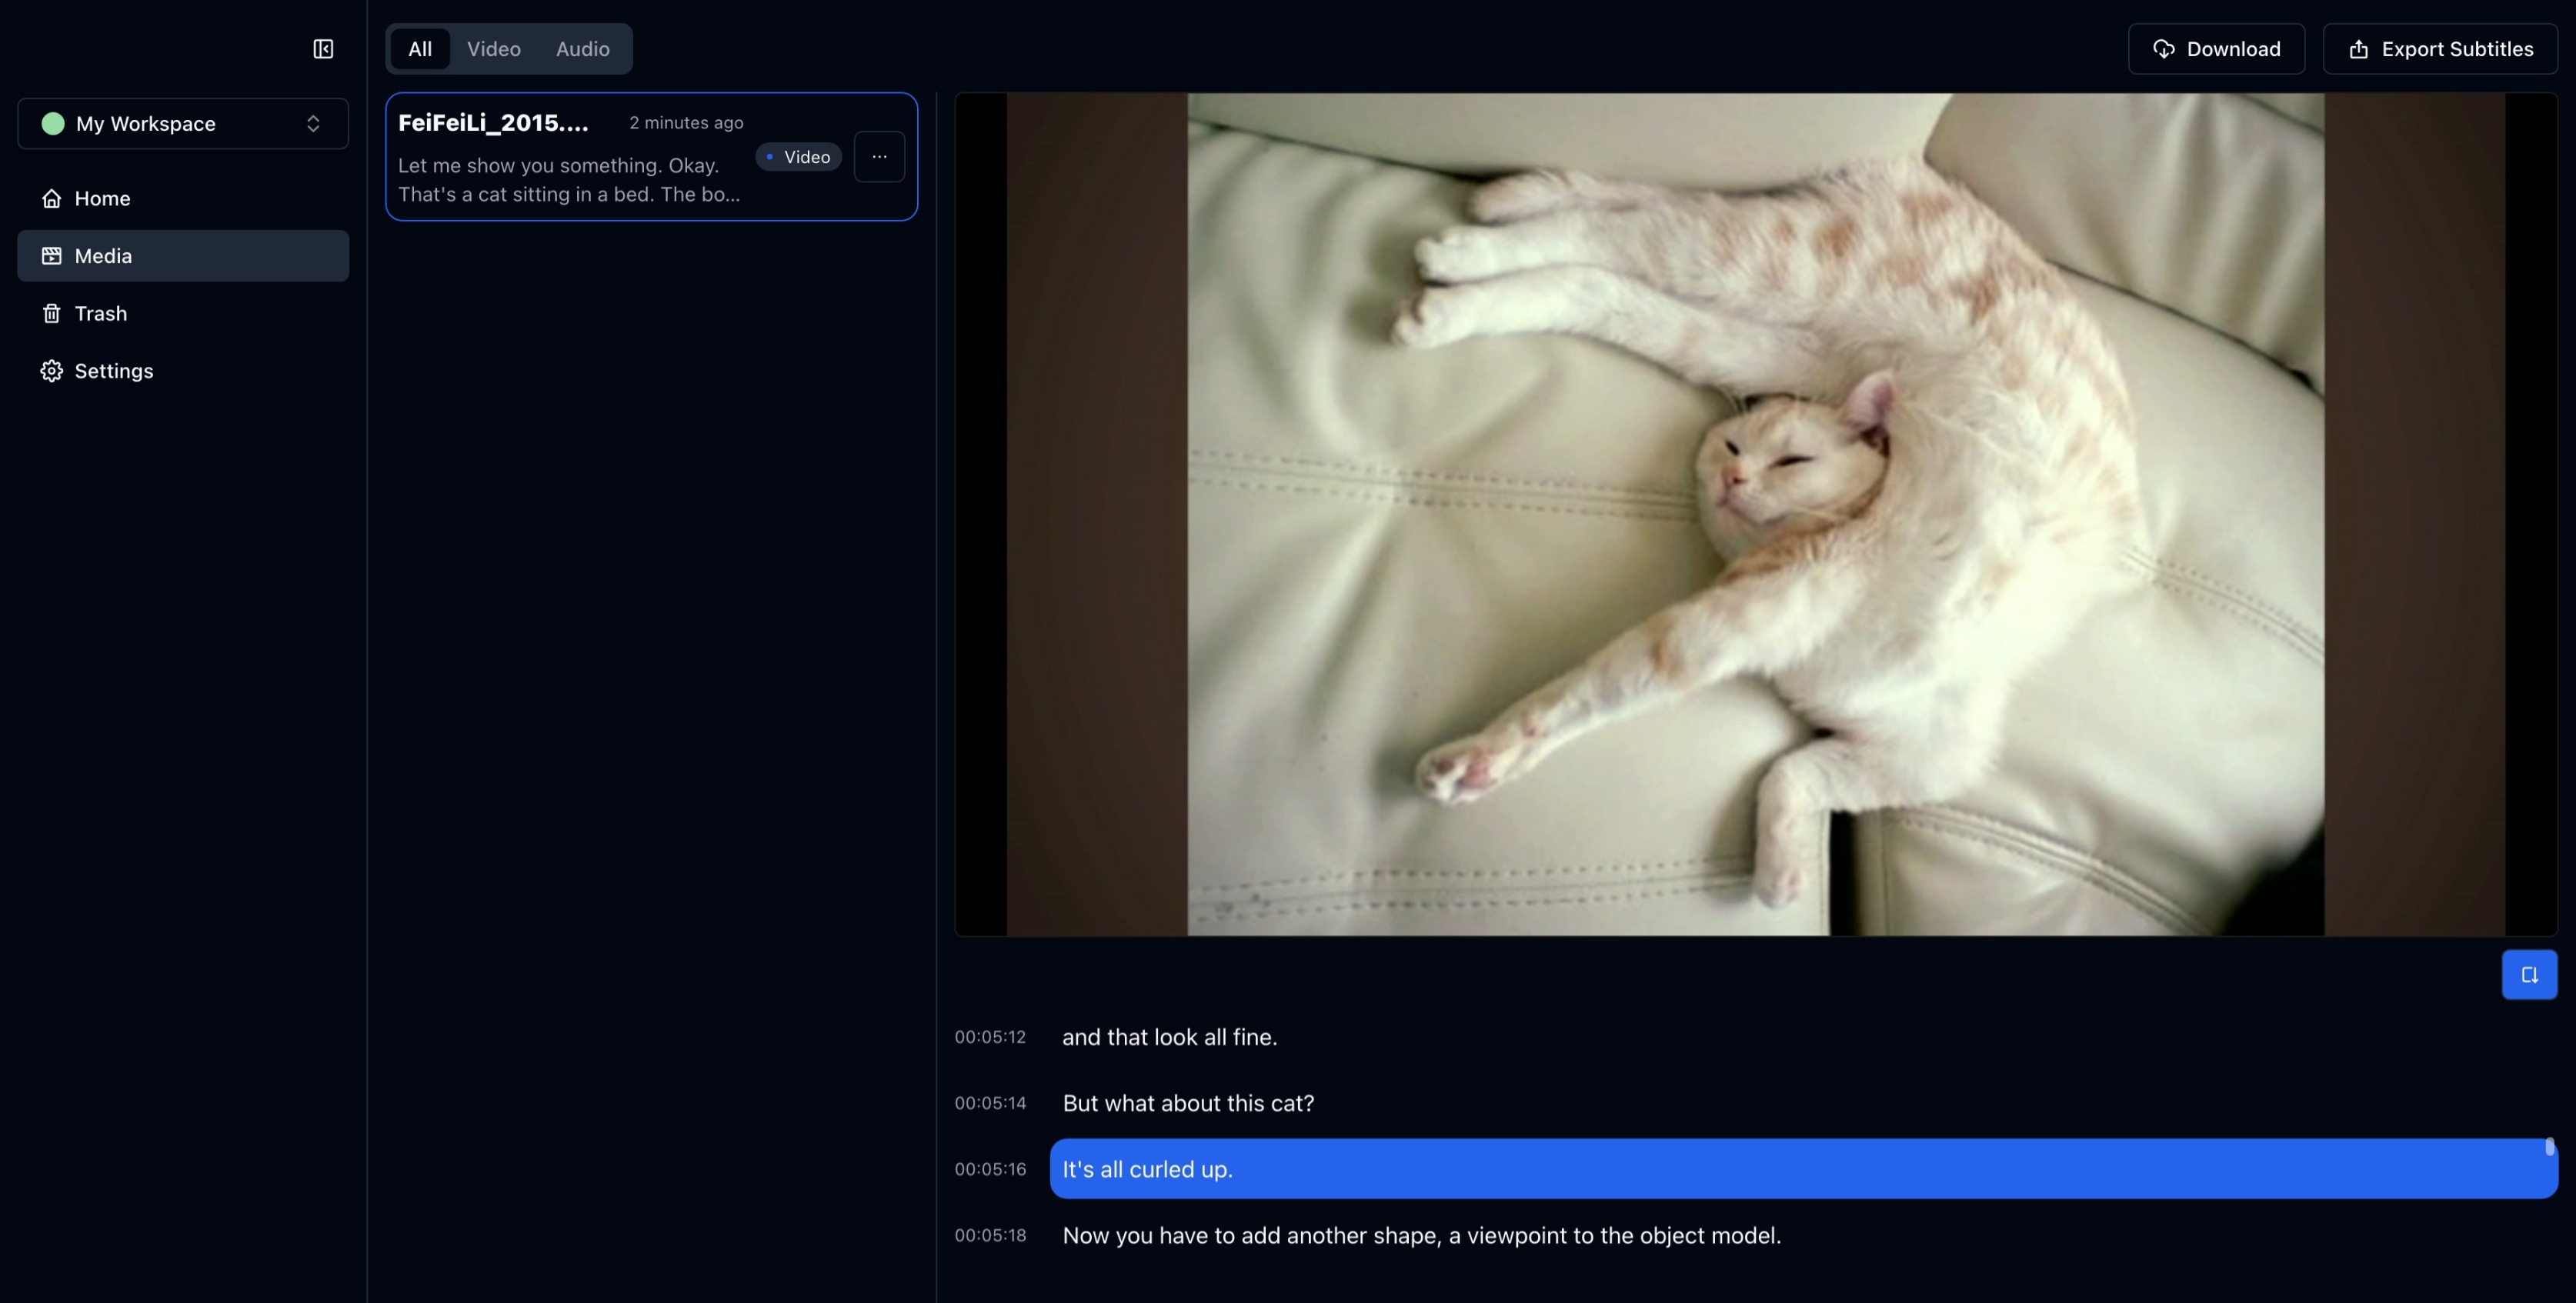 My Workspace
Home
Media
Trash
Settings
All Video Audio
FeiFeiLi_2015.... 2 minutes ago
Let me show you something. Okay.
That's a cat sitting in a bed. The bo...
Video
...
Download
Export Subtitles
00:05:12 and that look all fine.
00:05:14 But what about this cat?
00:05:16 It's all curled up.
00:05:18 Now you have to add another shape, a viewpoint to the object model.